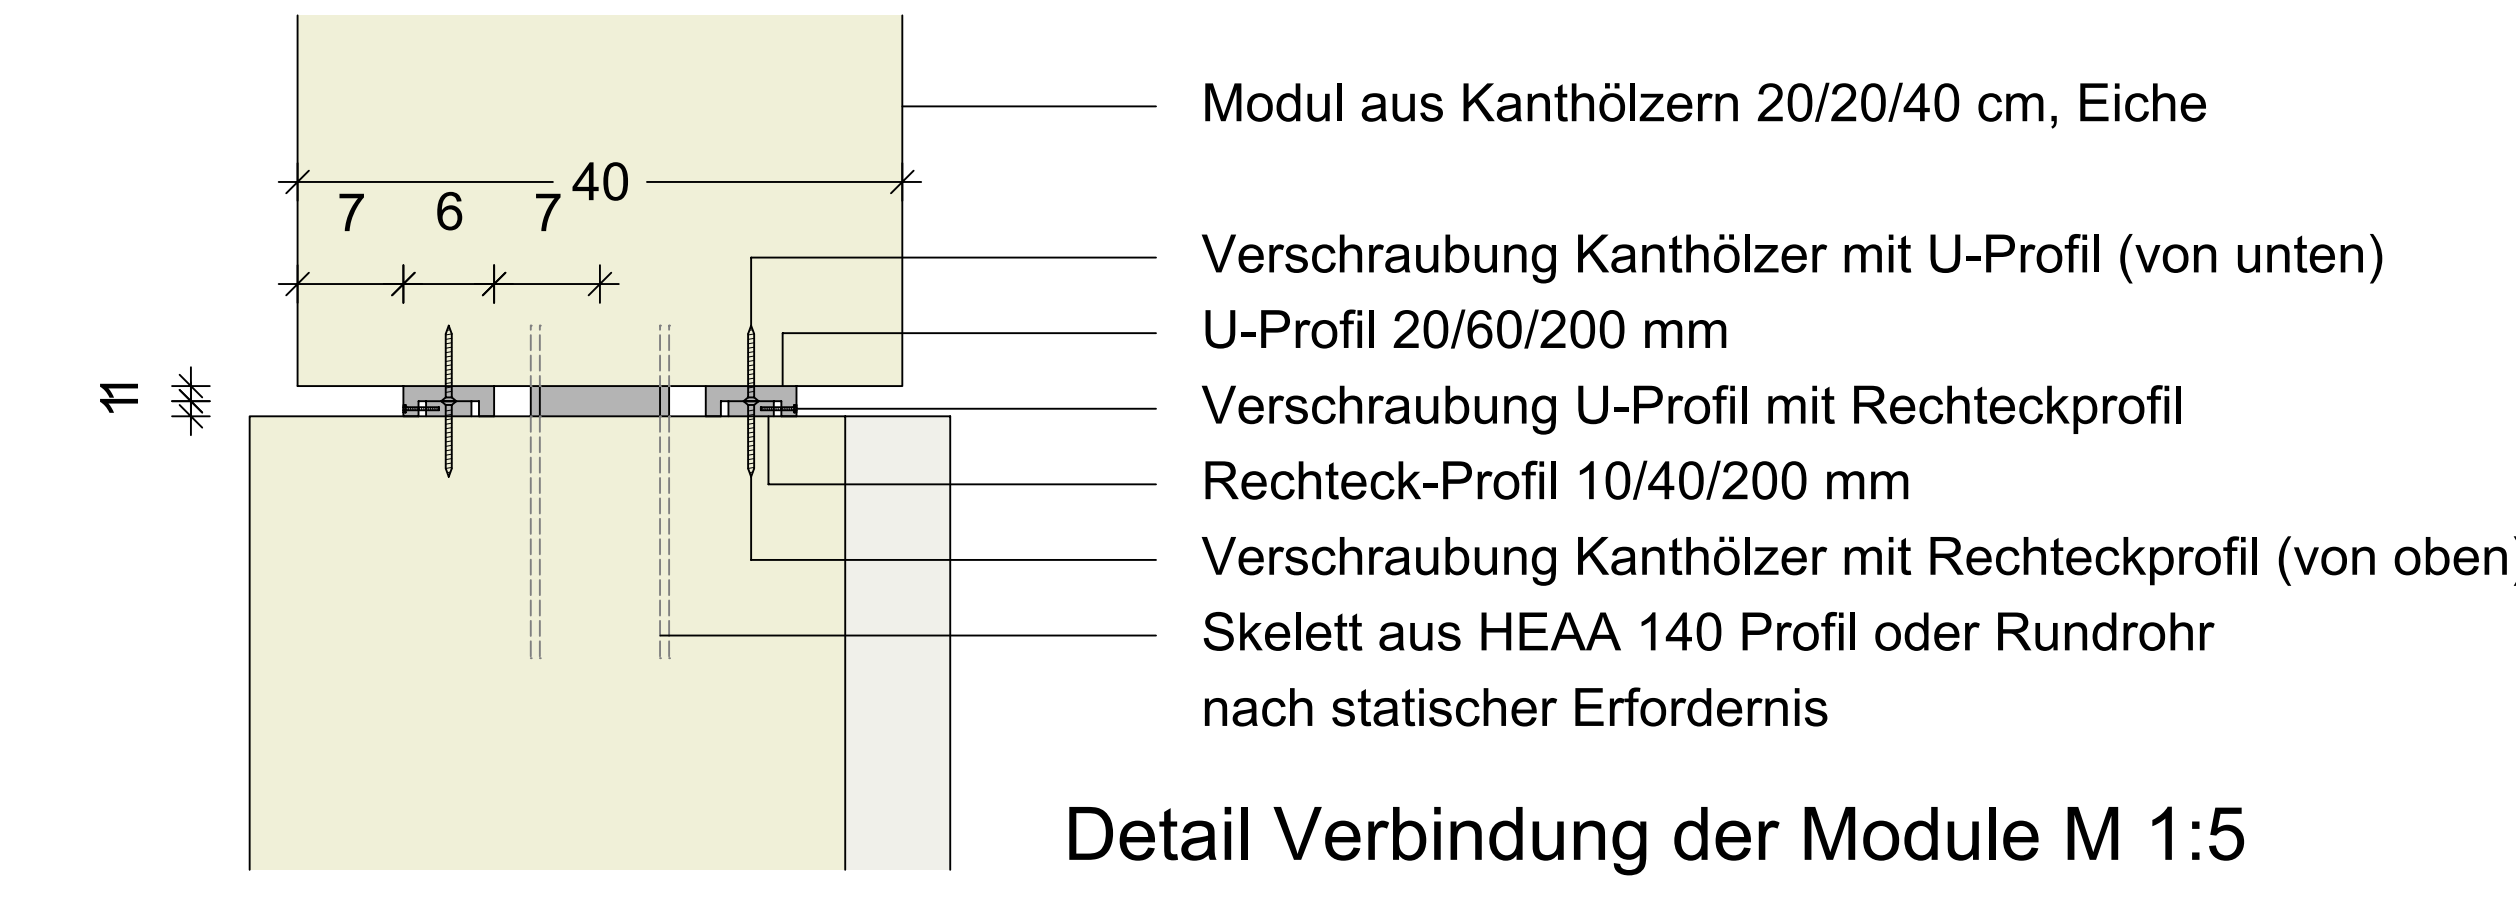 Modul aus Kanthölzern 20/20/40 cm, Eiche
40
7 6 7
Verschraubung Kanthölzer mit U-Profil (von unten)
U-Profil 20/60/200 mm
1 1
Verschraubung U-Profil mit Rechteckprofil
Rechteck-Profil 10/40/200 mm
Verschraubung Kanthölzer mit Rechteckprofil (von oben)
Skelett aus HEAA 140 Profil oder Rundrohr
nach statischer Erfordernis
Detail Verbindung der Module M 1:5